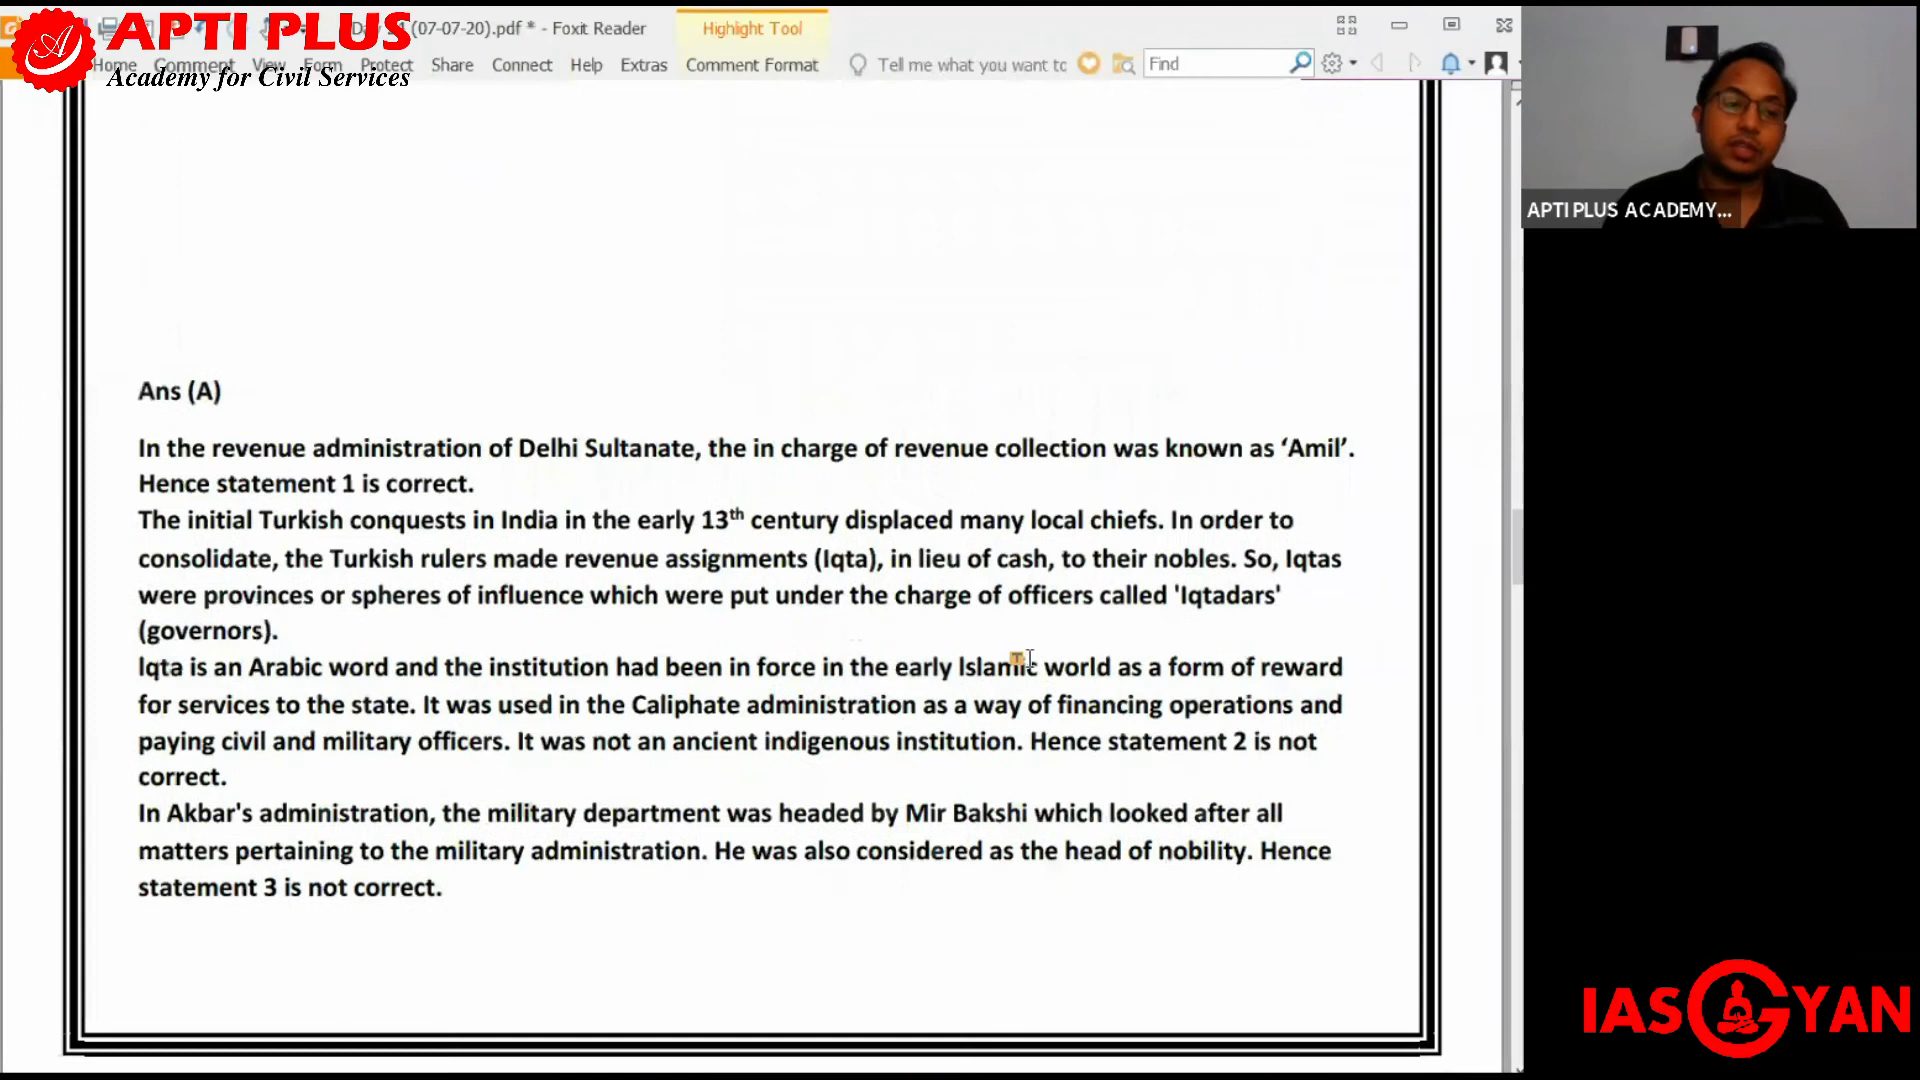 APTI PLUS
Academy for Civil Services
(07-07-20).pdf * - Foxit Reader
Highlight Tool
Home Comment View Form Protect Share Connect Help Extras Comment Format Tell me what you want to Find
APTI PLUS ACADEMY...
Ans (A)
In the revenue administration of Delhi Sultanate, the in charge of revenue collection was known as ‘Amil’.
Hence statement 1 is correct.
The initial Turkish conquests in India in the early 13th century displaced many local chiefs. In order to
consolidate, the Turkish rulers made revenue assignments (Iqta), in lieu of cash, to their nobles. So, Iqtas
were provinces or spheres of influence which were put under the charge of officers called 'Iqtadars'
(governors).
Iqta is an Arabic word and the institution had been in force in the early Islamic world as a form of reward
for services to the state. It was used in the Caliphate administration as a way of financing operations and
paying civil and military officers. It was not an ancient indigenous institution. Hence statement 2 is not
correct.
In Akbar's administration, the military department was headed by Mir Bakshi which looked after all
matters pertaining to the military administration. He was also considered as the head of nobility. Hence
statement 3 is not correct.
IAS GYAN